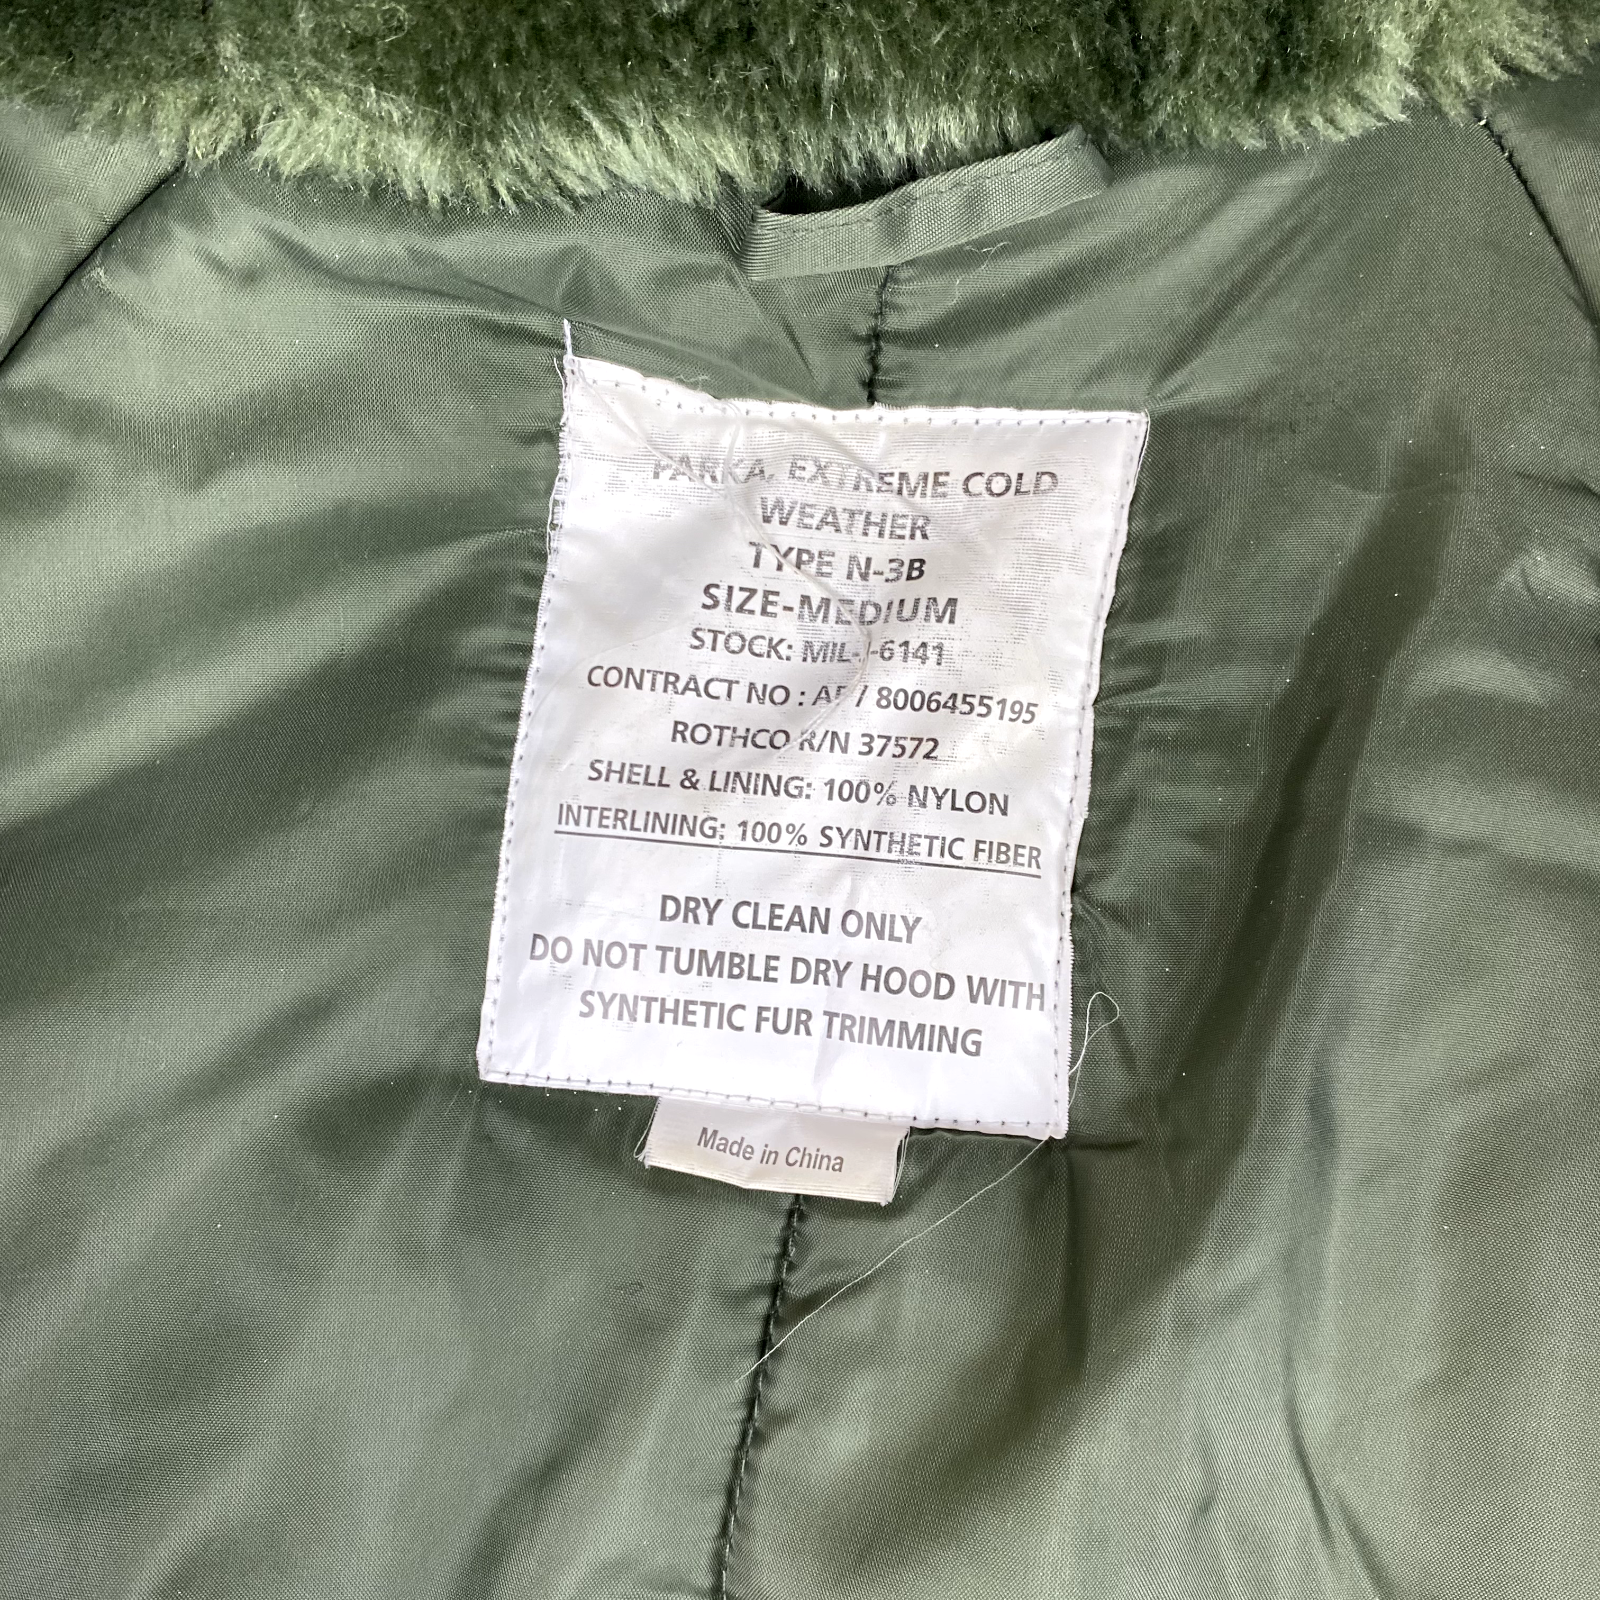 PARKA, EXTREME COLD
WEATHER
TYPE N-3B
SIZE-MEDIUM
STOCK: MIL-J-6141
CONTRACT NO : AF / 8006455195
ROTHCO R/N 37572
SHELL & LINING: 100% NYLON
INTERLINING: 100% SYNTHETIC FIBER
DRY CLEAN ONLY
DO NOT TUMBLE DRY HOOD WITH
SYNTHETIC FUR TRIMMING
Made in China